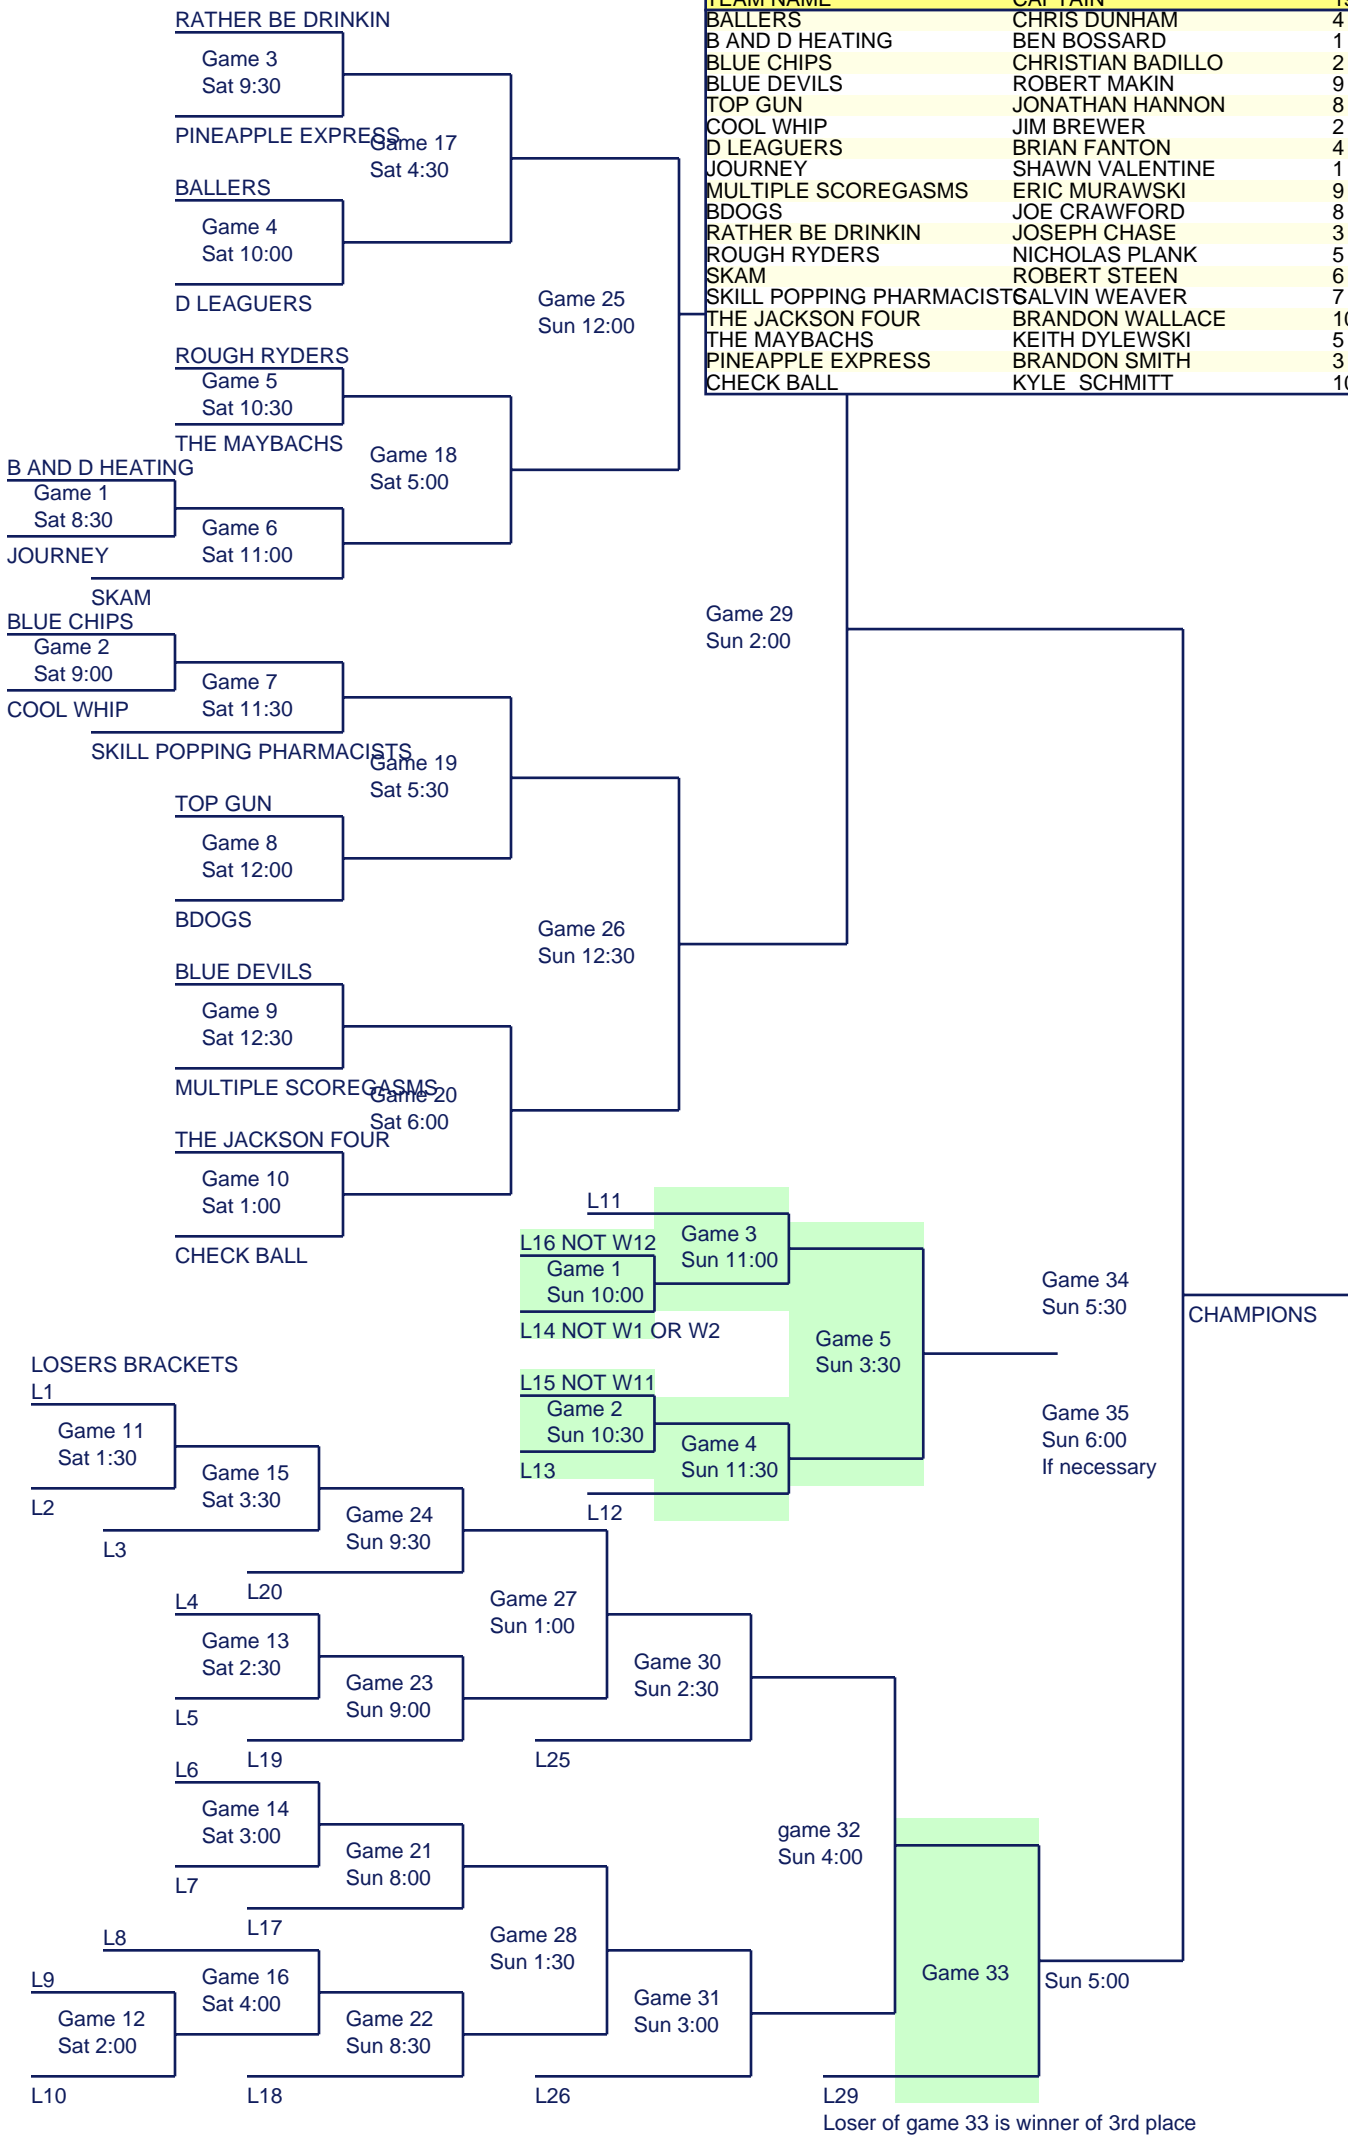 TEAM NAME CAPTAIN
BALLERS CHRIS DUNHAM 4
B AND D HEATING BEN BOSSARD 1
BLUE CHIPS CHRISTIAN BADILLO 2
BLUE DEVILS ROBERT MAKIN 9
TOP GUN JONATHAN HANNON 8
COOL WHIP JIM BREWER 2
D LEAGUERS BRIAN FANTON 4
JOURNEY SHAWN VALENTINE 1
MULTIPLE SCOREGASMS ERIC MURAWSKI 9
BDOGS JOE CRAWFORD 8
RATHER BE DRINKIN JOSEPH CHASE 3
ROUGH RYDERS NICHOLAS PLANK 5
SKAM ROBERT STEEN 6
SKILL POPPING PHARMACISTS CALVIN WEAVER 7
THE JACKSON FOUR BRANDON WALLACE 10
THE MAYBACHS KEITH DYLEWSKI 5
PINEAPPLE EXPRESS BRANDON SMITH 3
CHECK BALL KYLE SCHMITT 10
RATHER BE DRINKIN
Game 3
Sat 9:30
PINEAPPLE EXPRESS
Game 17
Sat 4:30
BALLERS
Game 4
Sat 10:00
D LEAGUERS
Game 25
Sun 12:00
ROUGH RYDERS
Game 5
Sat 10:30
THE MAYBACHS
Game 18
Sat 5:00
B AND D HEATING
Game 1
Sat 8:30
JOURNEY
Game 6
Sat 11:00
SKAM
BLUE CHIPS
Game 2
Sat 9:00
COOL WHIP
Game 7
Sat 11:30
SKILL POPPING PHARMACISTS
Game 29
Sun 2:00
Game 19
Sat 5:30
TOP GUN
Game 8
Sat 12:00
BDOGS
Game 26
Sun 12:30
BLUE DEVILS
Game 9
Sat 12:30
MULTIPLE SCOREGASMS
Game 20
Sat 6:00
THE JACKSON FOUR
Game 10
Sat 1:00
CHECK BALL
L11
Game 3
Sun 11:00
L16 NOT W12
Game 1
Sun 10:00
L14 NOT W1 OR W2
Game 5
Sun 3:30
L15 NOT W11
Game 2
Sun 10:30
L13
Game 4
Sun 11:30
L12
Game 34
Sun 5:30
CHAMPIONS
Game 35
Sun 6:00
If necessary
LOSERS BRACKETS
L1
Game 11
Sat 1:30
L2
Game 15
Sat 3:30
L3
Game 24
Sun 9:30
L20
L4
Game 13
Sat 2:30
L5
Game 23
Sun 9:00
L19
Game 27
Sun 1:00
Game 30
Sun 2:30
L25
L6
Game 14
Sat 3:00
L7
Game 21
Sun 8:00
L17
game 32
Sun 4:00
L8
Game 16
Sat 4:00
L9
Game 12
Sat 2:00
L10
Game 22
Sun 8:30
L18
Game 28
Sun 1:30
Game 31
Sun 3:00
L26
Game 33
Sun 5:00
L29
Loser of game 33 is winner of 3rd place